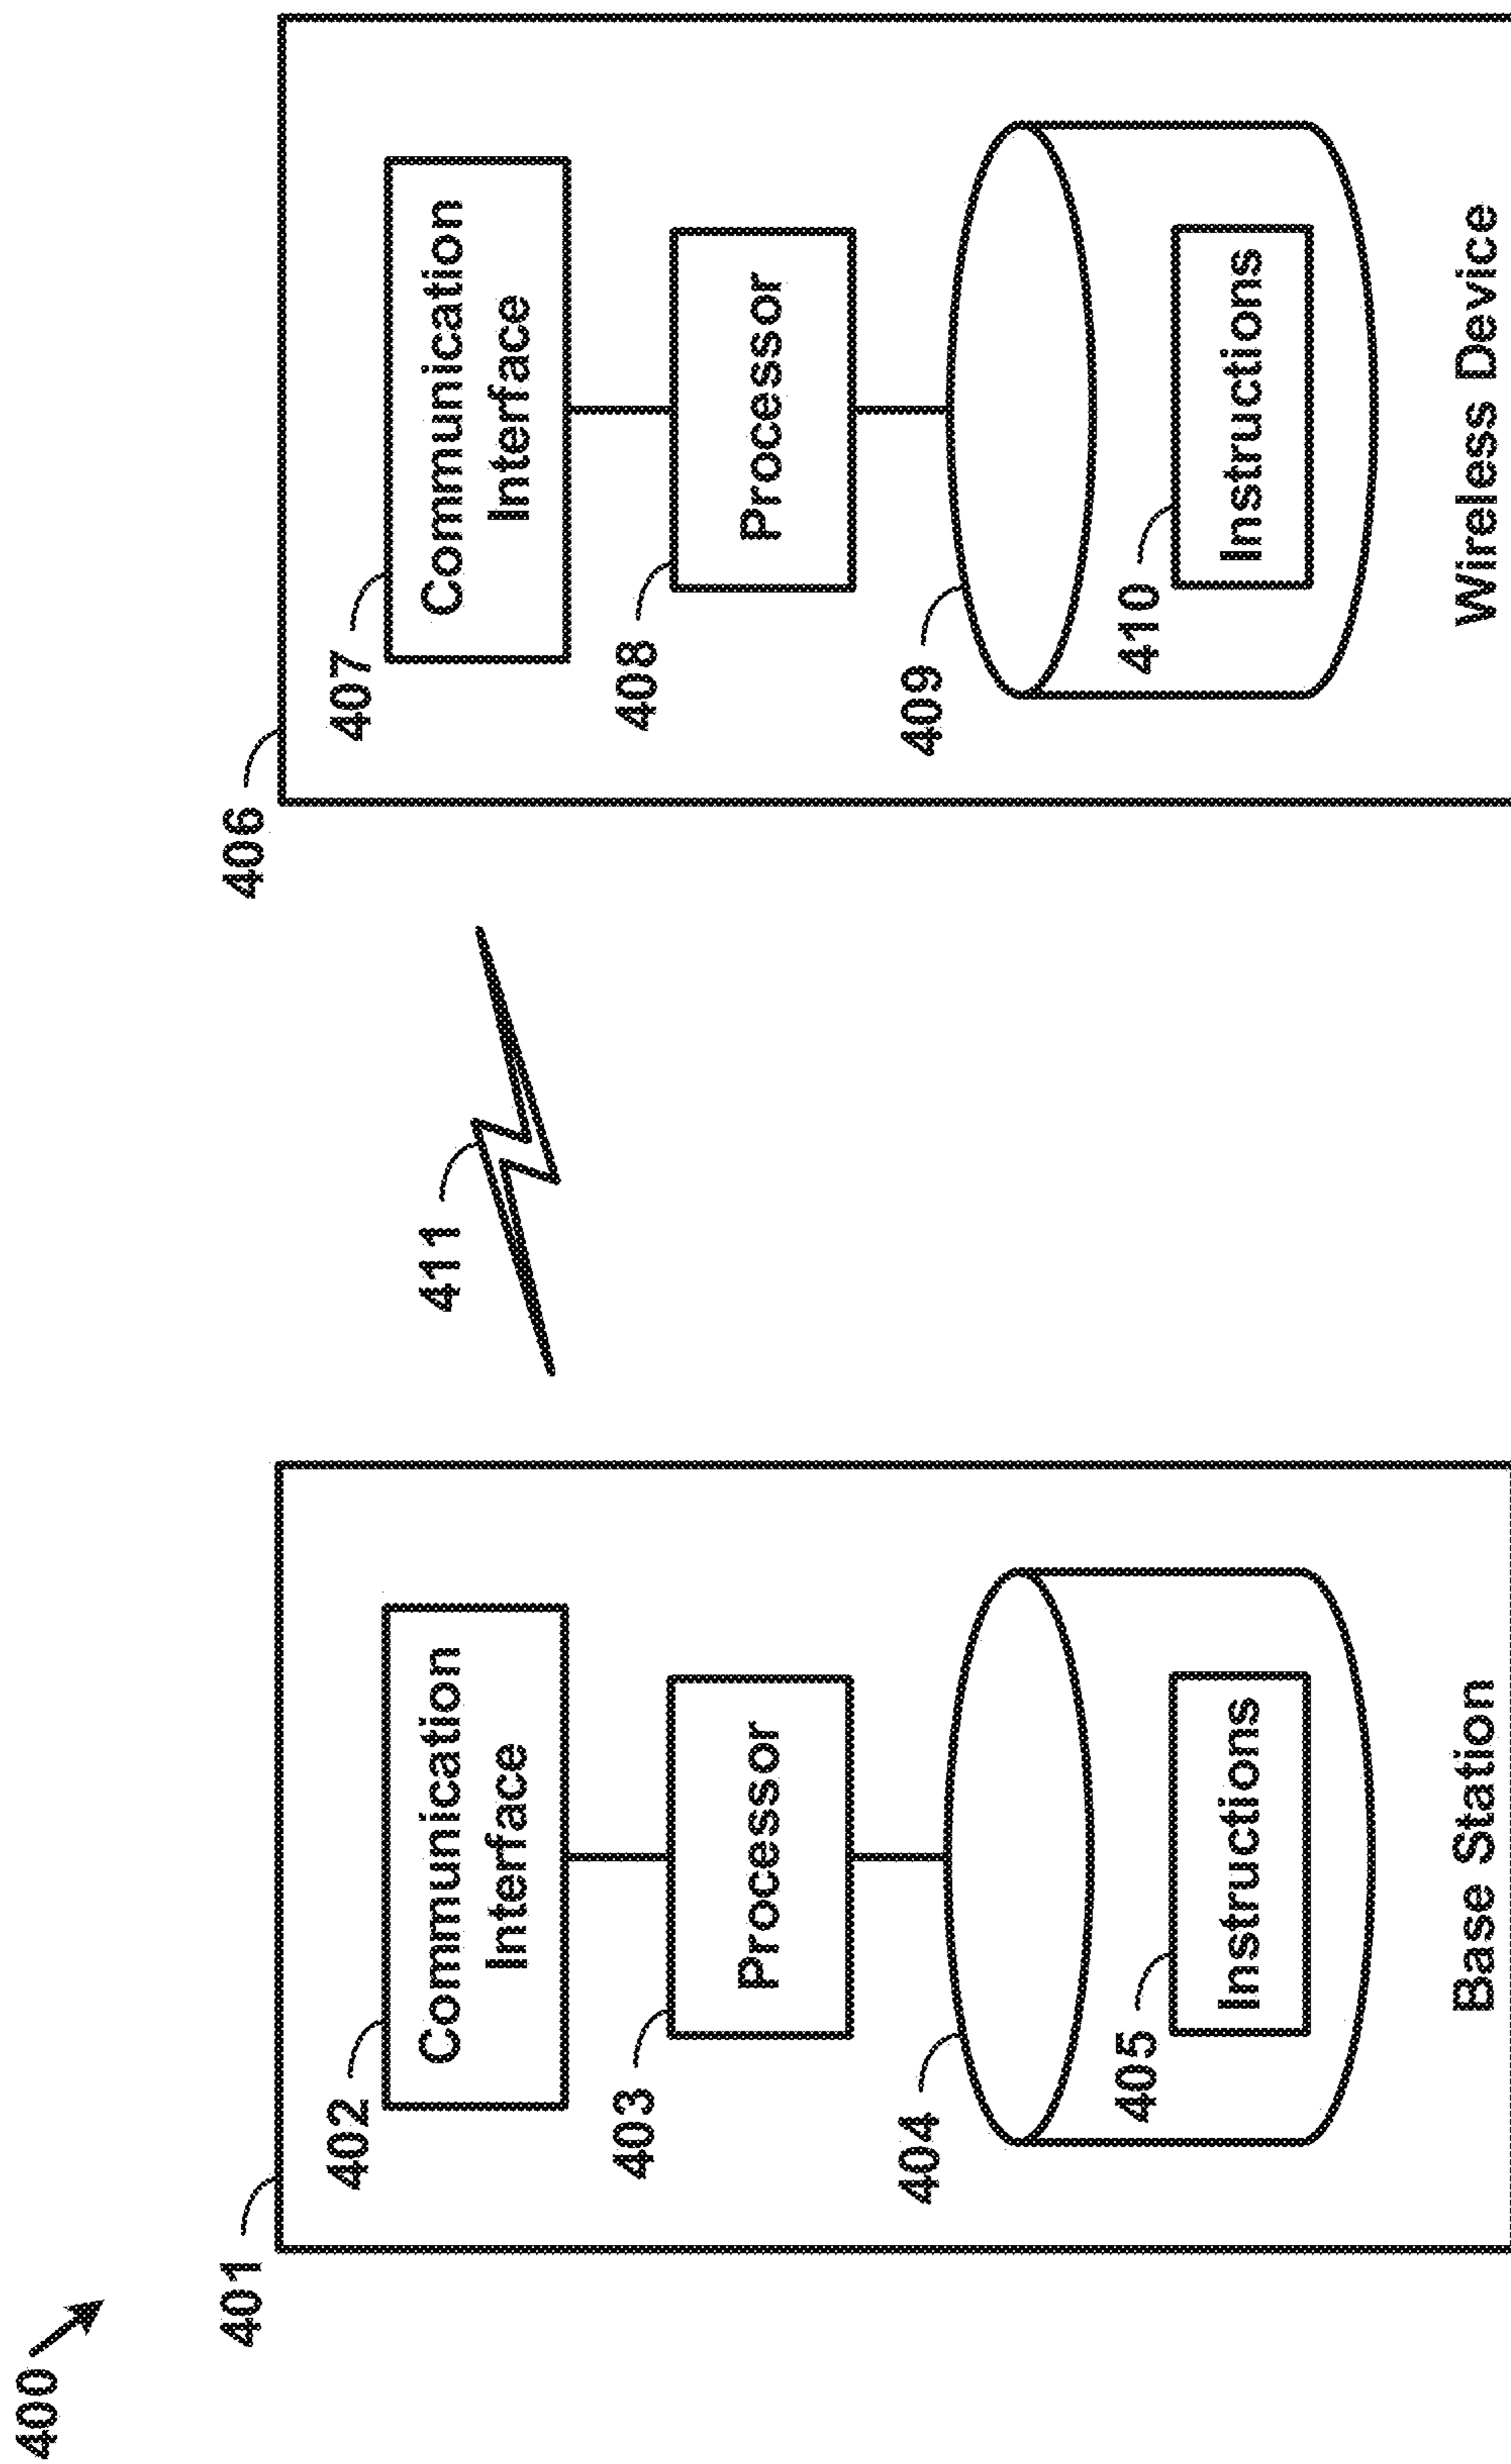 400
401
402
Communication
Interface
403
Processor
404
405
Instructions
Base Station
411
406
407
Communication
Interface
408
Processor
409
410
Instructions
Wireless Device